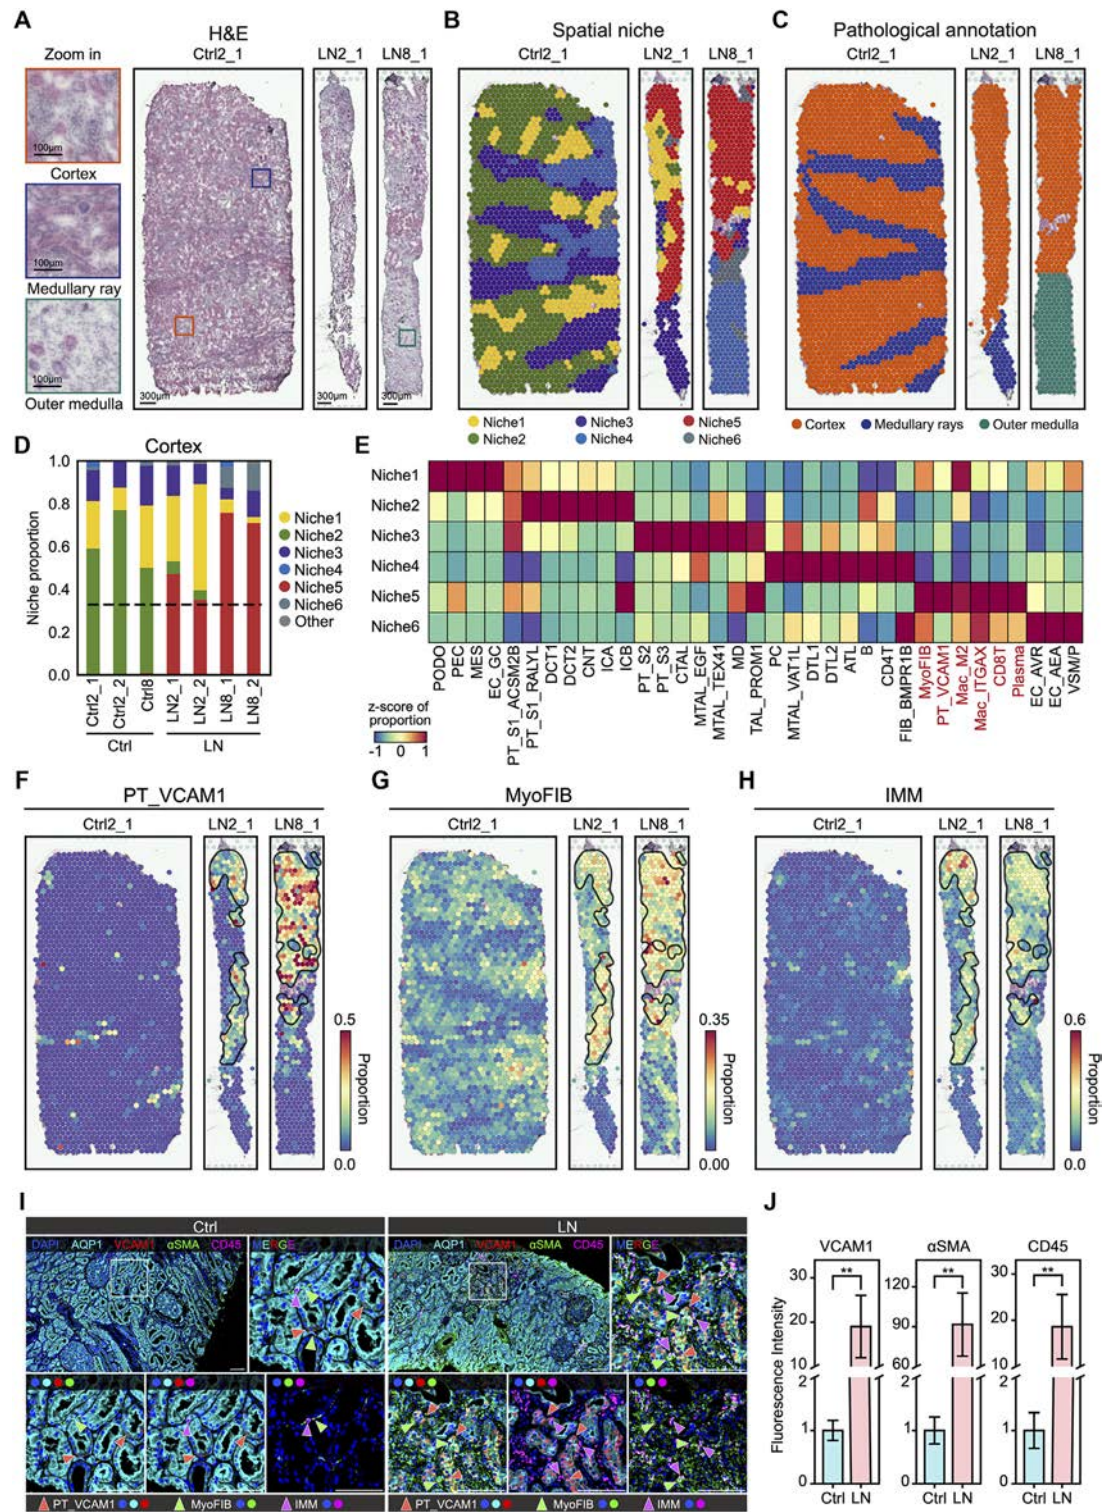 A
H&E
Zoom in
Ctrl2_1
LN2_1
LN8_1
100µm
Cortex
100µm
Medullary ray
100µm
Outer medulla
300µm
300µm
300µm
B
Spatial niche
Ctrl2_1
LN2_1
LN8_1
Niche1
Niche3
Niche5
Niche2
Niche4
Niche6
C
Pathological annotation
Ctrl2_1
LN2_1
LN8_1
Cortex
Medullary rays
Outer medulla
D
Cortex
Niche proportion
1.0
0.8
0.6
0.4
0.2
0.0
Ctrl2_1
Ctrl2_2
Ctrl8
LN2_1
LN2_2
LN8_1
LN8_2
Ctrl
LN
Niche1
Niche2
Niche3
Niche4
Niche5
Niche6
Other
E
Niche1
Niche2
Niche3
Niche4
Niche5
Niche6
z-score of
proportion
-1 0 1
PODO
PEC
MES
EC_GC
PT_S1_ACSM2B
PT_S1_RALYL
DCT1
DCT2
CNT
ICA
ICB
PT_S2
PT_S3
CTAL
MTAL_EGF
MTAL_TEX41
MD
TAL_PROM1
PC
MTAL_VAT1L
DTL1
DTL2
ATL
B
CD4T
FIB_BMPR1B
MyoFIB
PT_VCAM1
Mac_M2
Mac_ITGAX
CD8T
Plasma
EC_AVR
EC_AEA
VSM/P
F
PT_VCAM1
Ctrl2_1
LN2_1
LN8_1
0.5
Proportion
0.0
G
MyoFIB
Ctrl2_1
LN2_1
LN8_1
0.35
Proportion
0.00
H
IMM
Ctrl2_1
LN2_1
LN8_1
0.6
Proportion
0.0
I
Ctrl
LN
DAPI AQP1 VCAM1 αSMA CD45
MERGE
DAPI AQP1 VCAM1 αSMA CD45
MERGE
PT_VCAM1
MyoFIB
IMM
PT_VCAM1
MyoFIB
IMM
J
VCAM1
αSMA
CD45
Fluorescence Intensity
**
30
20
10
2
1
0
Ctrl LN
**
120
90
60
2
1
0
Ctrl LN
**
30
20
10
2
1
0
Ctrl LN